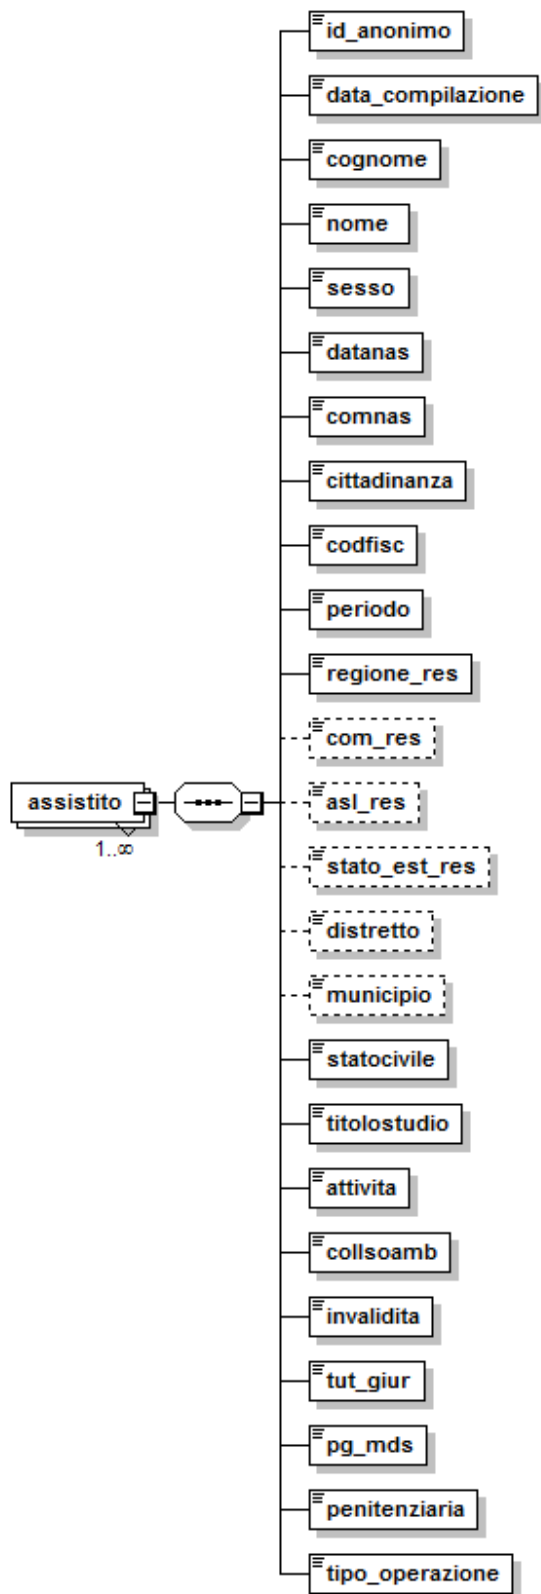 id_anonimo
data_compilazione
cognome
nome
sesso
datanas
comnas
cittadinanza
codfisc
periodo
regione_res
com_res
assistito
1..∞
asl_res
stato_est_res
distretto
municipio
statocivile
titolostudio
attivita
collsoamb
invalidita
tut_giur
pg_mds
penitenziaria
tipo_operazione